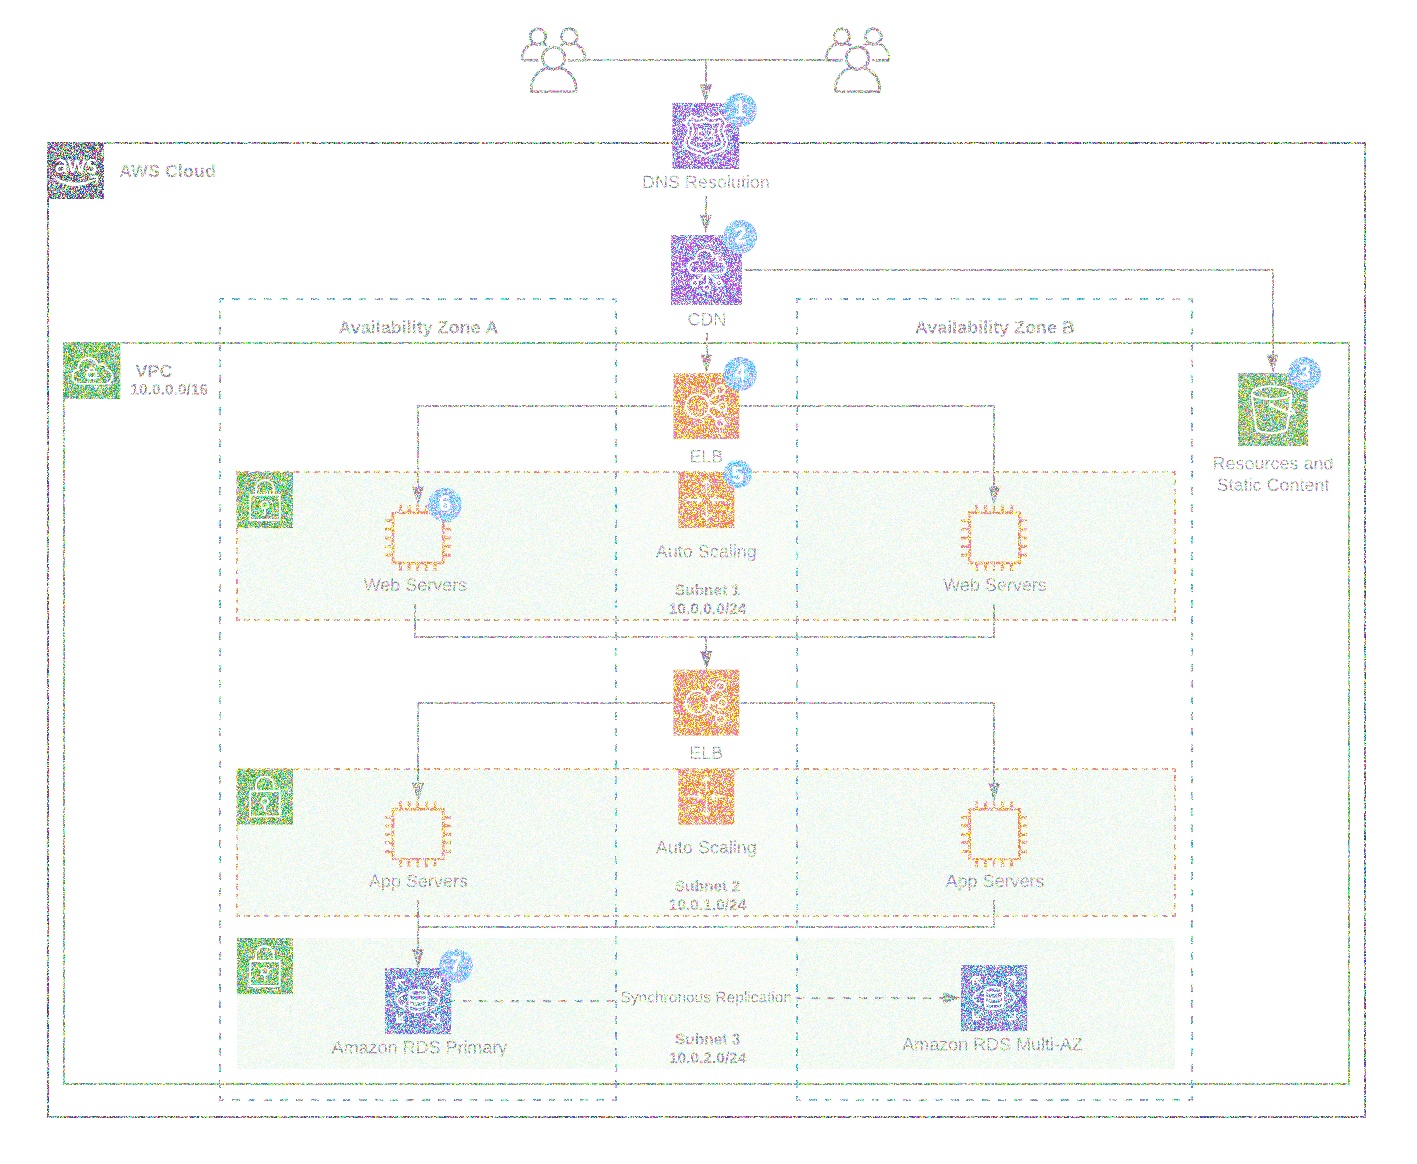 1
aws
AWS Cloud
DNS Resolution
2
CDN
Availability Zone A
Availability Zone B
VPC
10.0.0.0/16
4
3
ELB
Resources and
Static Content
5
6
Auto Scaling
Web Servers
Web Servers
Subnet 1
10.0.0.0/24
ELB
Auto Scaling
App Servers
App Servers
Subnet 2
10.0.1.0/24
7
Synchronous Replication
Amazon RDS Primary
Amazon RDS Multi-AZ
Subnet 3
10.0.2.0/24